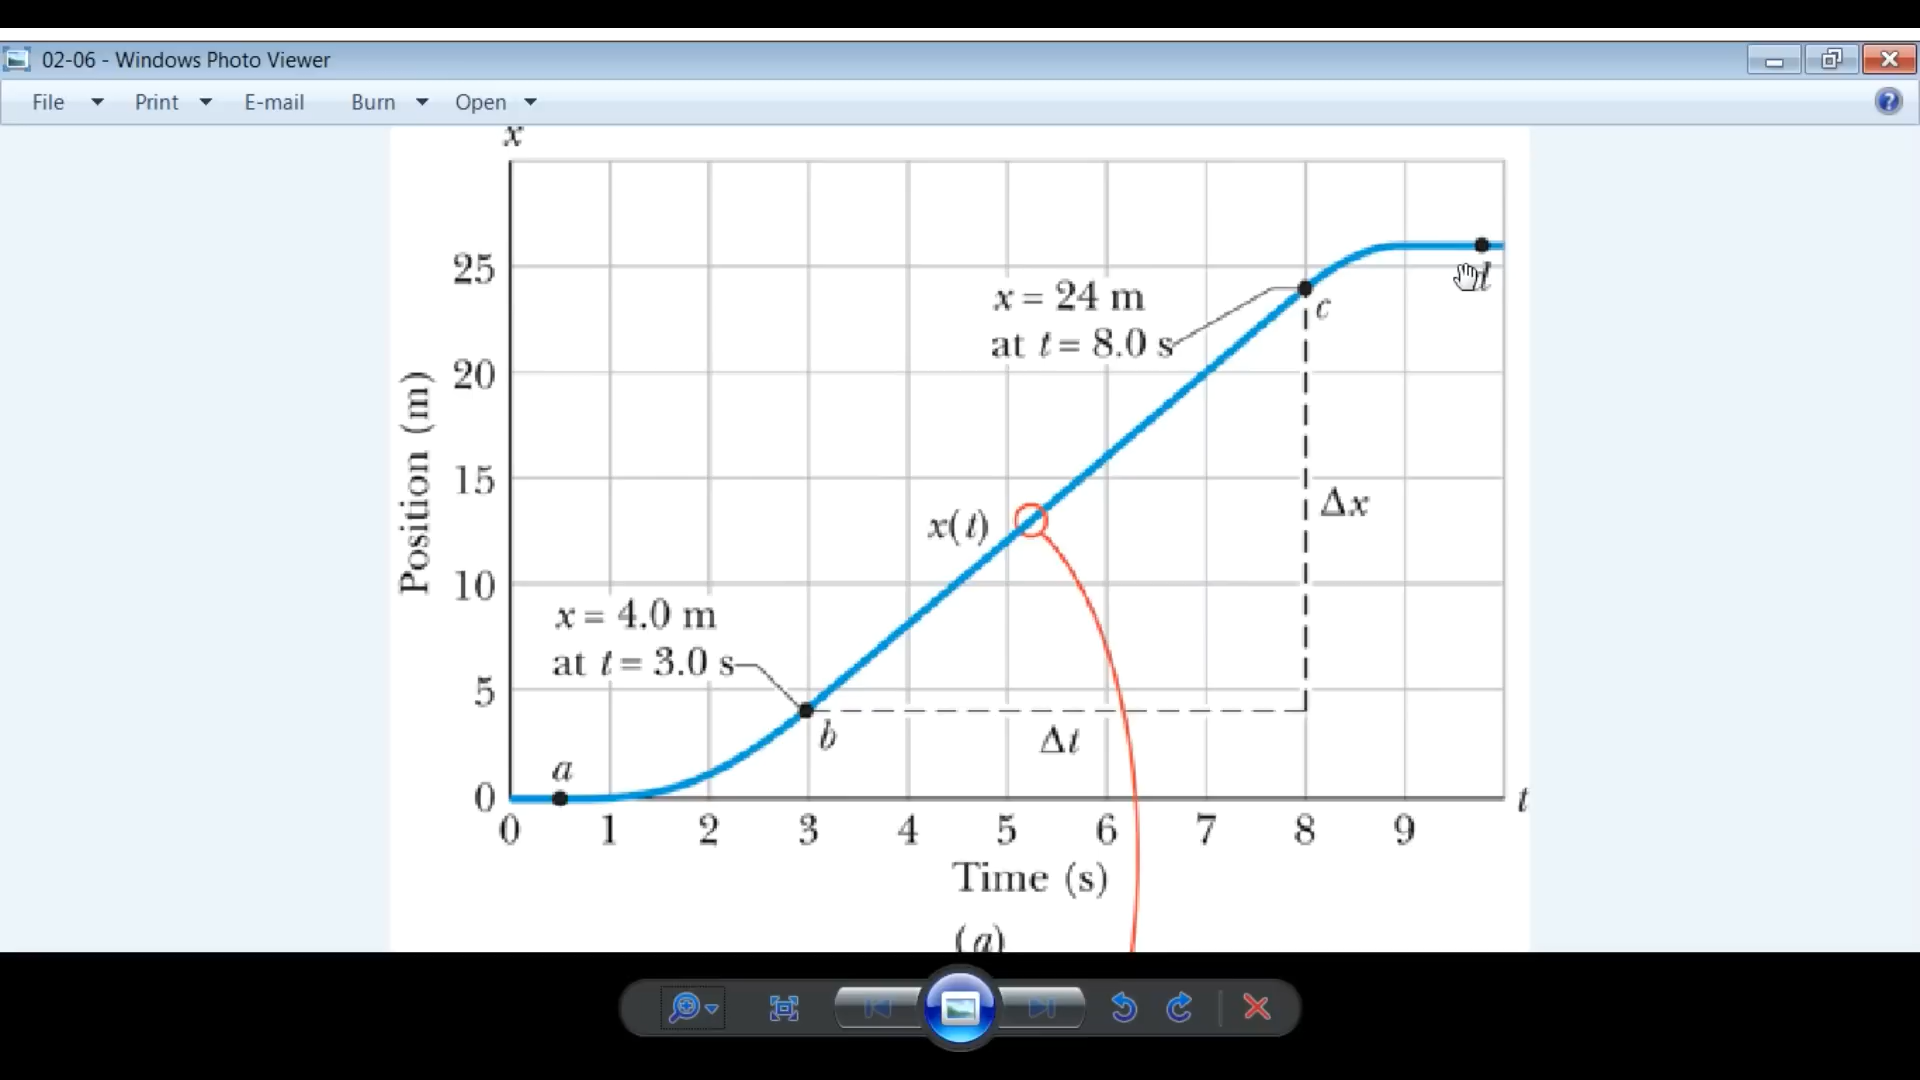 02-06 - Windows Photo Viewer
File Print E-mail Burn Open
x
25
20
15
10
5
0
Position (m)
x = 24 m
at t = 8.0 s
c
Δx
x(t)
x = 4.0 m
at t = 3.0 s
b
Δt
a
t
0 1 2 3 4 5 6 7 8 9
Time (s)
(a)